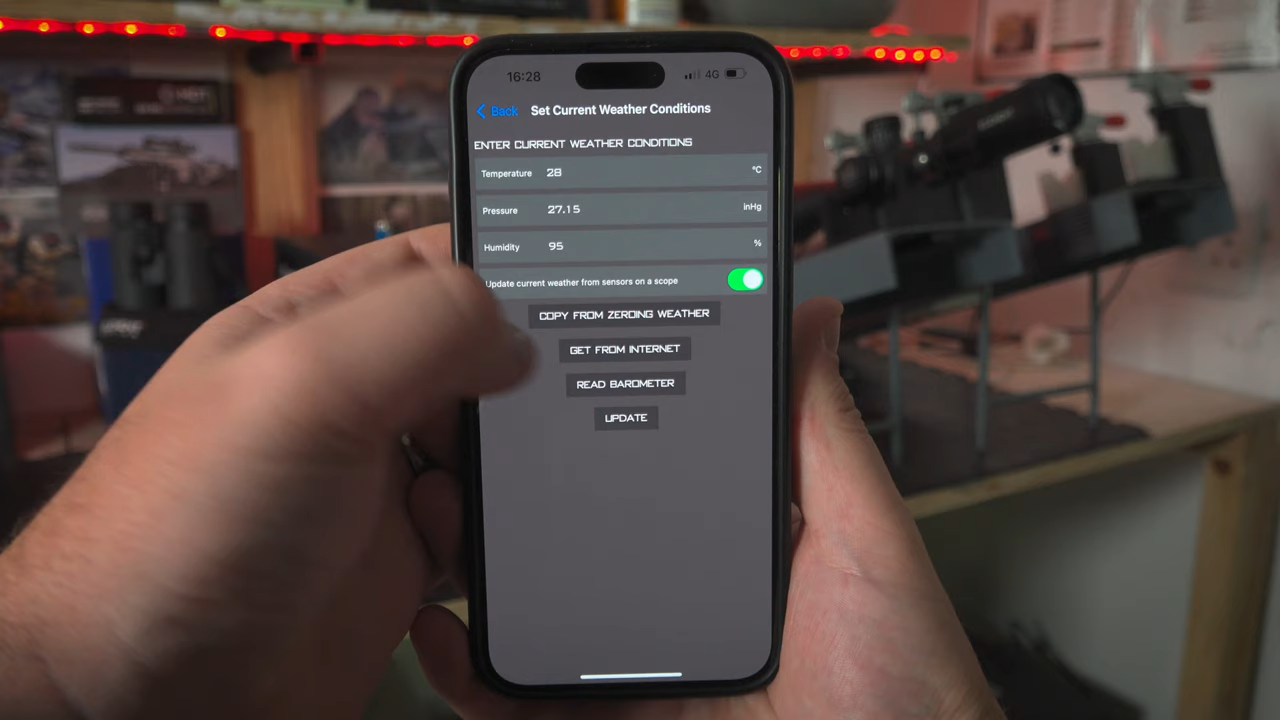 16:28
4G
Back Set Current Weather Conditions
ENTER CURRENT WEATHER CONDITIONS
Temperature 28 °C
Pressure 27.15 inHg
Humidity 95 %
Update current weather from sensors on a scope
COPY FROM ZEROING WEATHER
GET FROM INTERNET
READ BAROMETER
UPDATE